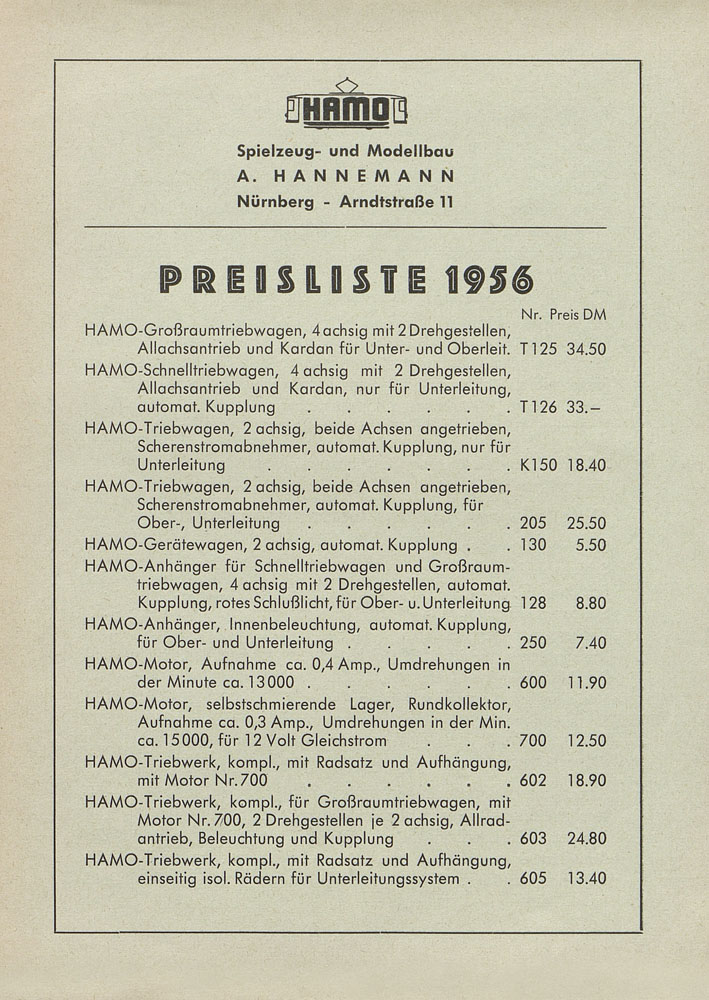 HAMO
Spielzeug- und Modellbau
A. HANNEMANN
Nürnberg - Arndtstraße 11
PREISLISTE 1956
Nr. Preis DM
HAMO-Großraumtriebwagen, 4achsig mit 2 Drehgestellen,
Allachsantrieb und Kardan für Unter- und Oberleit. T125 34.50
HAMO-Schnelltriebwagen, 4achsig mit 2 Drehgestellen,
Allachsantrieb und Kardan, nur für Unterleitung,
automat. Kupplung . . . . . . T126 33.–
HAMO-Triebwagen, 2achsig, beide Achsen angetrieben,
Scherenstromabnehmer, automat. Kupplung, nur für
Unterleitung . . . . . . . K150 18.40
HAMO-Triebwagen, 2achsig, beide Achsen angetrieben,
Scherenstromabnehmer, automat. Kupplung, für
Ober-, Unterleitung . . . . . . 205 25.50
HAMO-Gerätewagen, 2achsig, automat. Kupplung . . 130 5.50
HAMO-Anhänger für Schnelltriebwagen und Großraum-
triebwagen, 4achsig mit 2 Drehgestellen, automat.
Kupplung, rotes Schlußlicht, für Ober- u. Unterleitung 128 8.80
HAMO-Anhänger, Innenbeleuchtung, automat. Kupplung,
für Ober- und Unterleitung . . . . . 250 7.40
HAMO-Motor, Aufnahme ca. 0,4 Amp., Umdrehungen in
der Minute ca. 13000 . . . . . . 600 11.90
HAMO-Motor, selbstschmierende Lager, Rundkollektor,
Aufnahme ca. 0,3 Amp., Umdrehungen in der Min.
ca. 15000, für 12 Volt Gleichstrom . . . 700 12.50
HAMO-Triebwerk, kompl., mit Radsatz und Aufhängung,
mit Motor Nr. 700 . . . . . . 602 18.90
HAMO-Triebwerk, kompl., für Großraumtriebwagen, mit
Motor Nr. 700, 2 Drehgestellen je 2achsig, Allrad-
antrieb, Beleuchtung und Kupplung . . . 603 24.80
HAMO-Triebwerk, kompl., mit Radsatz und Aufhängung,
einseitig isol. Rädern für Unterleitungssystem . . 605 13.40